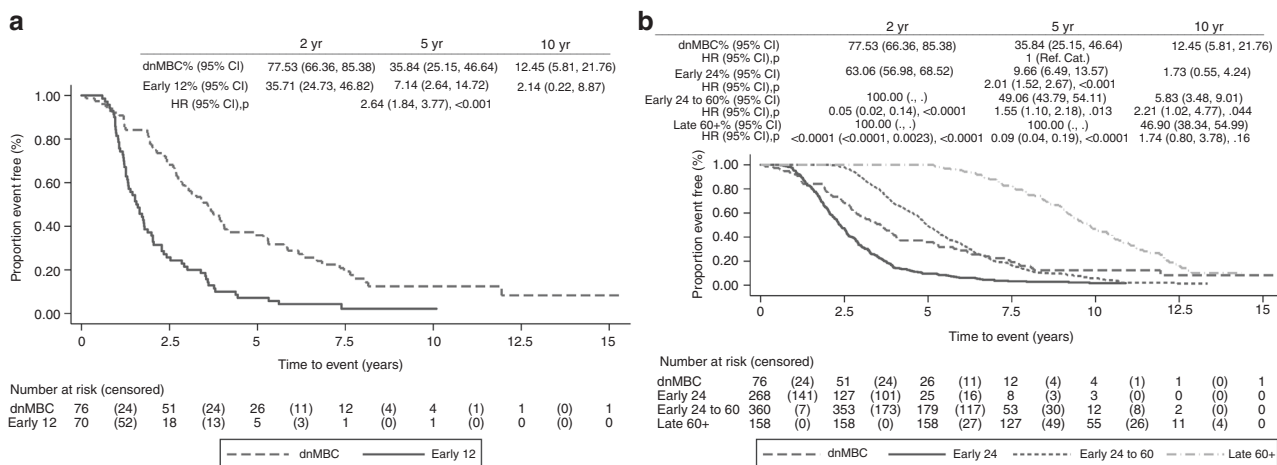 a
2 yr 5 yr 10 yr
dnMBC% (95% CI) 77.53 (66.36, 85.38) 35.84 (25.15, 46.64) 12.45 (5.81, 21.76)
Early 12% (95% CI) 35.71 (24.73, 46.82) 7.14 (2.64, 14.72) 2.14 (0.22, 8.87)
HR (95% CI),p 2.64 (1.84, 3.77), <0.001
Proportion event free (%)
1.00
0.80
0.60
0.40
0.20
0.00
0 2.5 5 7.5 10 12.5 15
Time to event (years)
Number at risk (censored)
dnMBC 76 (24) 51 (24) 26 (11) 12 (4) 4 (1) 1 (0) 1
Early 12 70 (52) 18 (13) 5 (3) 1 (0) 1 (1) 0 (0) 0
dnMBC Early 12
b
2 yr 5 yr 10 yr
dnMBC% (95% CI) 77.53 (66.36, 85.38) 35.84 (25.15, 46.64) 12.45 (5.81, 21.76)
HR (95% CI),p 1 (Ref. Cat.)
Early 24% (95% CI) 63.06 (56.98, 68.52) 9.66 (6.49, 13.57) 1.73 (0.55, 4.24)
HR (95% CI),p 2.01 (1.52, 2.67), <0.001
Early 24 to 60% (95% CI) 100.00 (., .) 49.06 (43.79, 54.11) 5.83 (3.48, 9.01)
HR (95% CI),p 0.05 (0.02, 0.14), <0.0001 1.55 (1.10, 2.18), .013 2.21 (1.02, 4.77), .044
Late 60+% (95% CI) 100.00 (., .) 100.00 (., .) 46.90 (38.34, 54.99)
HR (95% CI),p <0.0001 (<0.0001, 0.0023), <0.0001 0.09 (0.04, 0.19), <0.0001 1.74 (0.80, 3.78), .16
Proportion event free (%)
1.00
0.80
0.60
0.40
0.20
0.00
0 2.5 5 7.5 10 12.5 15
Time to event (years)
Number at risk (censored)
dnMBC 76 (24) 51 (24) 26 (11) 12 (4) 4 (1) 1 (0) 1
Early 24 268 (141) 127 (101) 25 (16) 8 (3) 3 (0) 0 (0) 0
Early 24 to 60 360 (7) 353 (173) 179 (117) 53 (30) 12 (8) 2 (0) 0
Late 60+ 158 (0) 158 (0) 158 (27) 127 (49) 55 (26) 11 (4) 0
dnMBC Early 24 Early 24 to 60 Late 60+